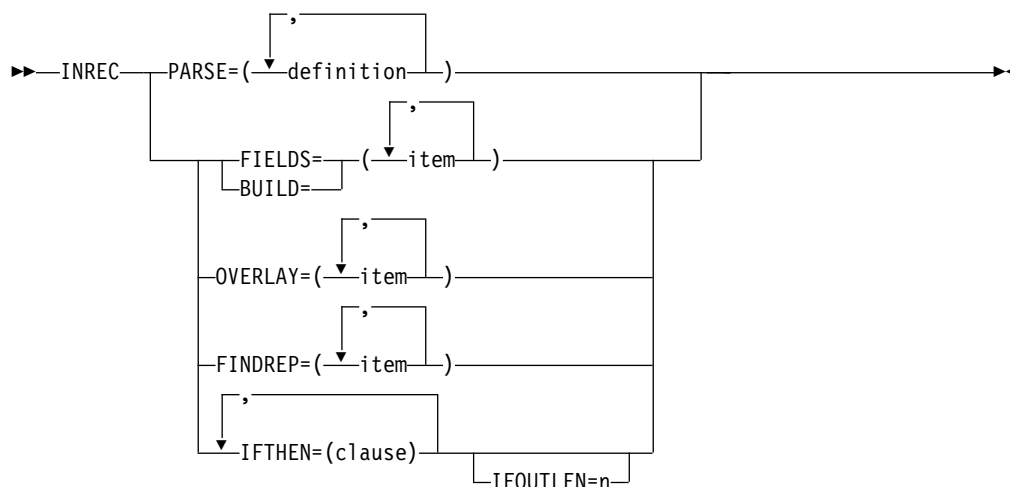 ,
INREC PARSE=( definition )
,
FIELDS= ( item )
BUILD=
,
OVERLAY=( item )
,
FINDREP=( item )
,
IFTHEN=(clause)
IFOUTLEN=n